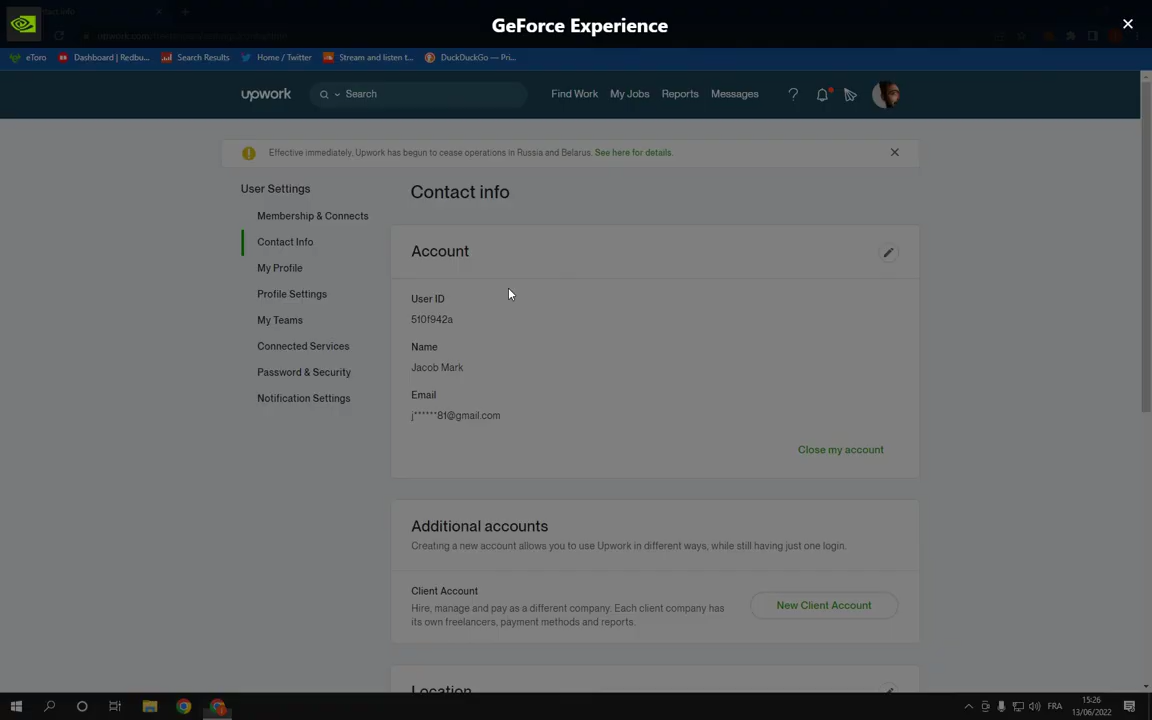 GeForce Experience
eToro
Dashboard | Redbu...
Search Results
Home / Twitter
Stream and listen t...
DuckDuckGo — Pri...
upwork
Search
Find Work
My Jobs
Reports
Messages
Effective immediately, Upwork has begun to cease operations in Russia and Belarus. See here for details.
User Settings
Membership & Connects
Contact Info
My Profile
Profile Settings
My Teams
Connected Services
Password & Security
Notification Settings
Contact info
Account
User ID
5f0f942a
Name
Jacob Mark
Email
j******81@gmail.com
Close my account
Additional accounts
Creating a new account allows you to use Upwork in different ways, while still having just one login.
Client Account
Hire, manage and pay as a different company. Each client company has
its own freelancers, payment methods and reports.
New Client Account
Location
FRA
15:26
13/06/2022